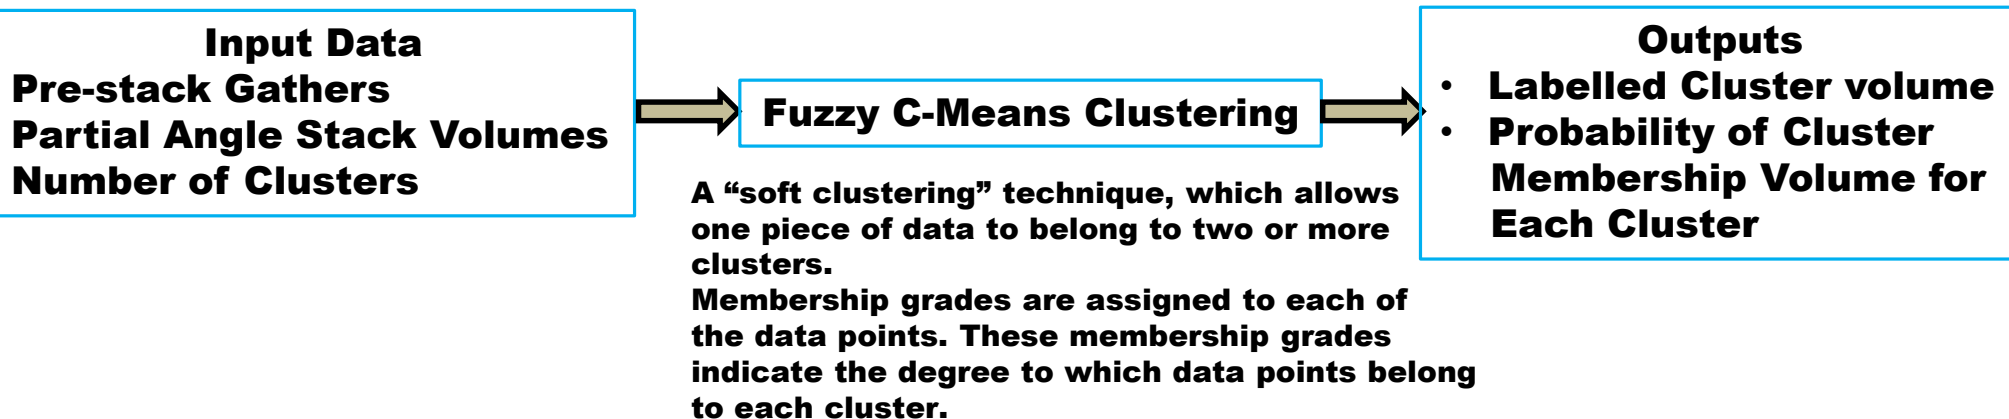 Input Data
Pre-stack Gathers
Partial Angle Stack Volumes
Number of Clusters
Fuzzy C-Means Clustering
A “soft clustering” technique, which allows
one piece of data to belong to two or more
clusters.
Membership grades are assigned to each of
the data points. These membership grades
indicate the degree to which data points belong
to each cluster.
Outputs
• Labelled Cluster volume
• Probability of Cluster
Membership Volume for
Each Cluster